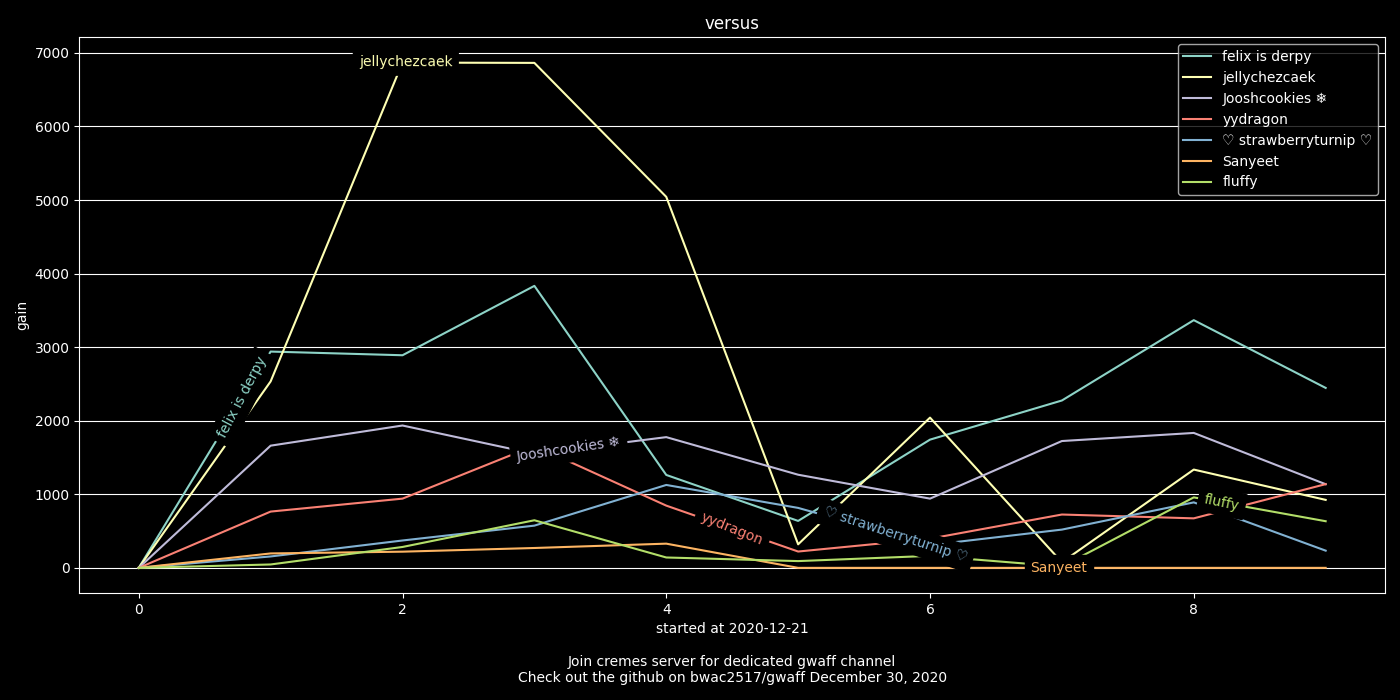 versus
felix is derpy
jellychezcaek
Jooshcookies ❄
yydragon
♡ strawberryturnip ♡
Sanyeet
fluffy
7000
6000
5000
4000
3000
2000
1000
0
gain
jellychezcaek
felix is derpy
Jooshcookies ❄
yydragon
♡ strawberryturnip ♡
fluffy
Sanyeet
0 2 4 6 8
started at 2020-12-21
Join cremes server for dedicated gwaff channel
Check out the github on bwac2517/gwaff December 30, 2020